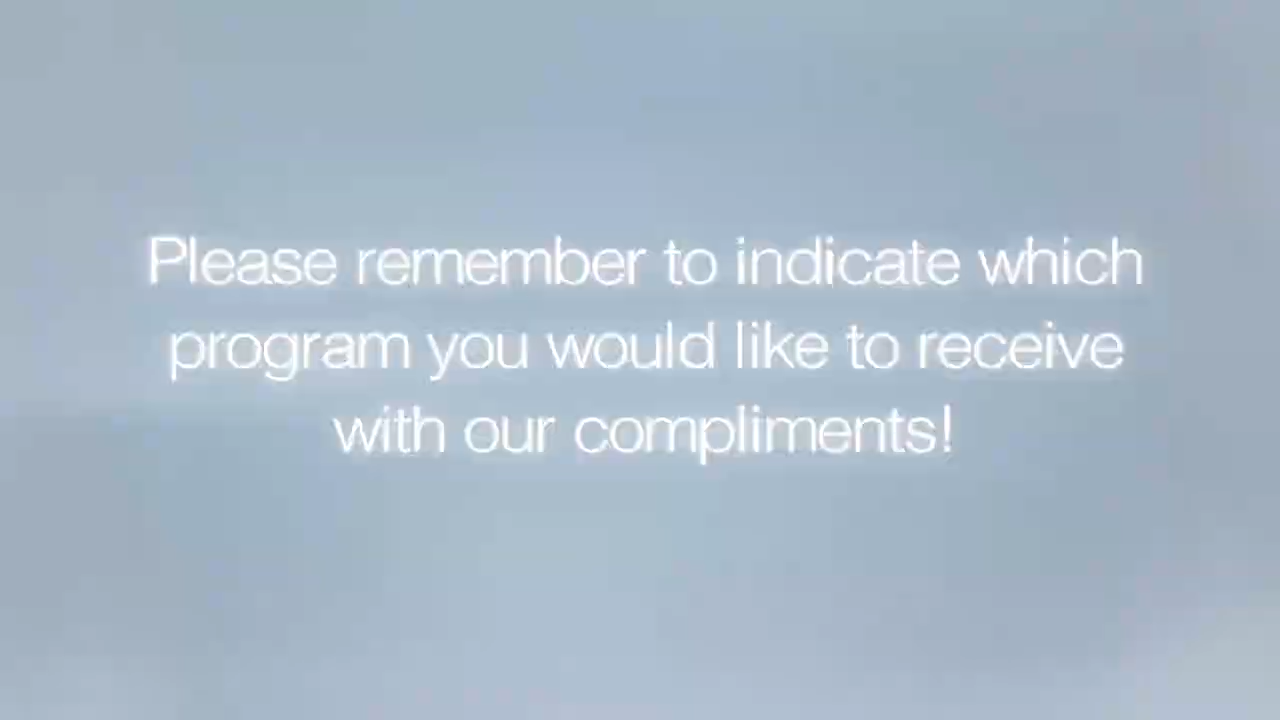 Please remember to indicate which
program you would like to receive
with our compliments!